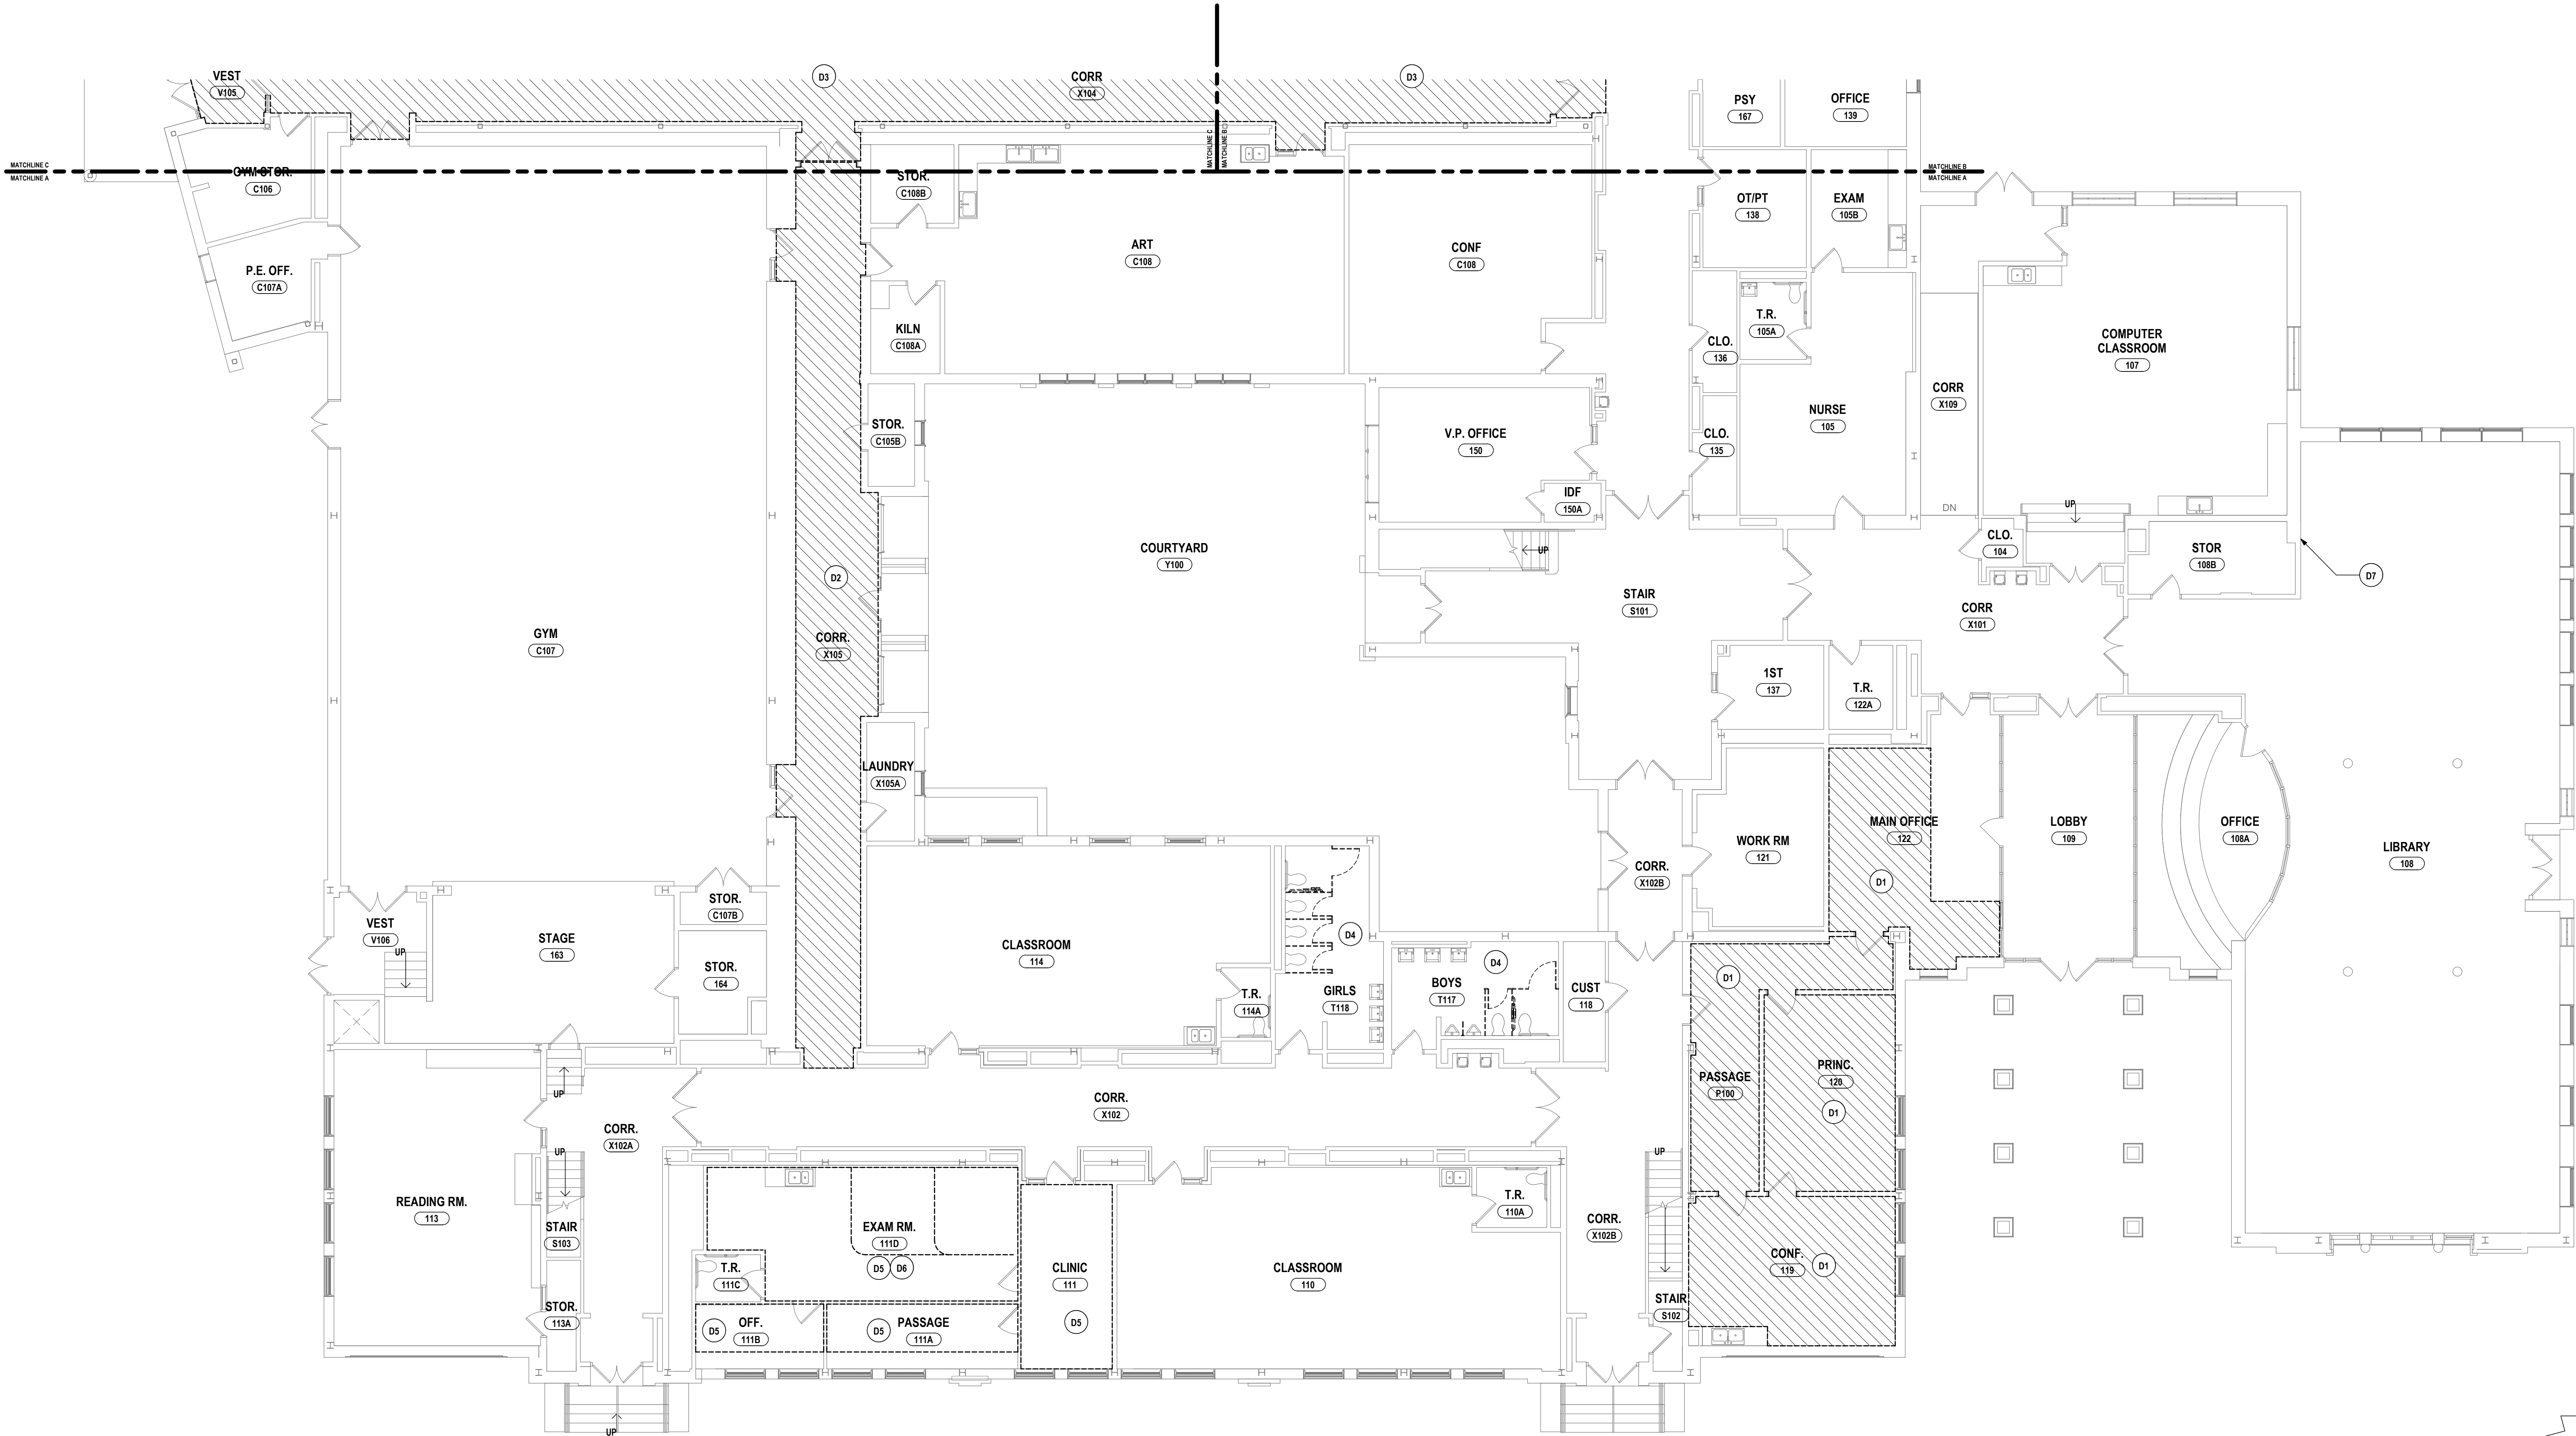 VEST
V105
D3
CORR
X104
D3
PSY
167
OFFICE
139
MATCHLINE C
MATCHLINE B
MATCHLINE C
MATCHLINE A
MATCHLINE B
MATCHLINE A
GYM STOR.
C106
STOR.
C108B
OT/PT
138
EXAM
105B
P.E. OFF.
C107A
ART
C108
CONF
C108
KILN
C108A
T.R.
105A
CLO.
136
COMPUTER
CLASSROOM
107
CORR
X109
NURSE
105
STOR.
C105B
V.P. OFFICE
150
CLO.
135
IDF
150A
DN
UP
CLO.
104
STOR
108B
D7
COURTYARD
Y100
UP
D2
STAIR
S101
CORR
X101
GYM
C107
CORR.
X105
1ST
137
T.R.
122A
LAUNDRY
X105A
MAIN OFFICE
122
D1
LOBBY
109
OFFICE
108A
WORK RM
121
LIBRARY
108
CORR.
X102B
STOR.
C107B
VEST
V106
UP
STAGE
163
STOR.
164
CLASSROOM
114
D4
D4
T.R.
114A
GIRLS
T118
BOYS
T117
CUST
118
D1
PASSAGE
P100
PRINC.
120
D1
UP
CORR.
X102A
CORR.
X102
UP
UP
READING RM.
113
STAIR
S103
EXAM RM.
111D
D5
D6
T.R.
110A
CORR.
X102B
T.R.
111C
CLINIC
111
D5
CLASSROOM
110
CONF.
119
D1
STOR.
113A
D5
OFF.
111B
D5
PASSAGE
111A
STAIR
S102
UP